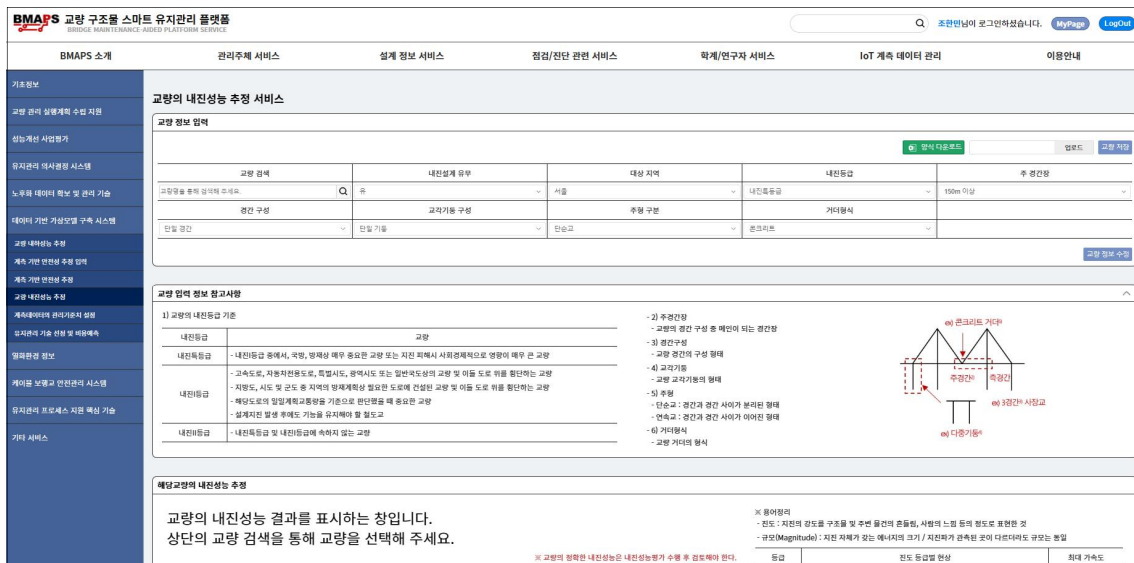 BMAPS 교량 구조물 스마트 유지관리 플랫폼
BRIDGE MAINTENANCE-AIDED PLATFORM SERVICE
조한민님이 로그인하셨습니다. MyPage LogOut
BMAPS 소개 관리주체 서비스 설계 정보 서비스 점검/진단 관련 서비스 학계/연구자 서비스 IoT 계측 데이터 관리 이용안내
기초정보
교량 관리 실행계획 수립 지원
성능개선 사업평가
유지관리 의사결정 시스템
노후화 데이터 확보 및 관리 기술
데이터 기반 가상모델 구축 시스템
교량 내하성능 추정
계측 기반 안전성 추정 입력
계측 기반 안전성 추정
교량 내진성능 추정
계측데이터의 관리기준치 설정
유지관리 기술 선정 및 비용예측
열화환경 정보
케이블 보행교 안전관리 시스템
유지관리 프로세스 지원 핵심 기술
기타 서비스
교량의 내진성능 추정 서비스
교량 정보 입력
양식 다운로드 업로드 교량 저장
교량 검색 내진설계 유무 대상 지역 내진등급 주 경간장
교량명을 통해 검색해 주세요. 유 서울 내진특등급 150m 이상
경간 구성 교각기둥 구성 주형 구분 거더형식
단일 경간 단일 기둥 단순교 콘크리트
교량 정보 수정
교량 입력 정보 참고사항
1) 교량의 내진등급 기준
내진등급 교량
내진특등급 - 내진I등급 중에서, 국방, 방재상 매우 중요한 교량 또는 지진 피해시 사회경제적으로 영향이 매우 큰 교량
내진I등급
- 고속도로, 자동차전용도로, 특별시도, 광역시도 또는 일반국도상의 교량 및 이들 도로 위를 횡단하는 교량
- 지방도, 시도 및 군도 중 지역의 방재계획상 필요한 도로에 건설된 교량 및 이들 도로 위를 횡단하는 교량
- 해당도로의 일일계획교통량을 기준으로 판단했을 때 중요한 교량
- 설계지진 발생 후에도 기능을 유지해야 할 철도교
내진II등급 - 내진특등급 및 내진I등급에 속하지 않는 교량
- 2) 주경간장
- 교량의 경간 구성 중 메인이 되는 경간장
- 3) 경간구성
- 교량 경간의 구성 형태
- 4) 교각기둥
- 교량 교각기둥의 형태
- 5) 주형
- 단순교 : 경간과 경간 사이가 분리된 형태
- 연속교 : 경간과 경간 사이가 이어진 형태
- 6) 거더형식
- 교량 거더의 형식
ex) 콘크리트 거더⁶⁾
주경간²⁾ 측경간
ex) 3경간³⁾ 사장교
ex) 다중기둥⁴⁾
해당교량의 내진성능 추정
교량의 내진성능 결과를 표시하는 창입니다.
상단의 교량 검색을 통해 교량을 선택해 주세요.
※ 교량의 정확한 내진성능은 내진성능평가 수행 후 검토해야 한다.
※ 용어정리
- 진도 : 지진의 강도를 구조물 및 주변 물건의 흔들림, 사람의 느낌 등의 정도로 표현한 것
- 규모(Magnitude) : 지진 자체가 갖는 에너지의 크기 / 지진파가 관측된 곳이 다르더라도 규모는 동일
등급 진도 등급별 현상 최대 가속도